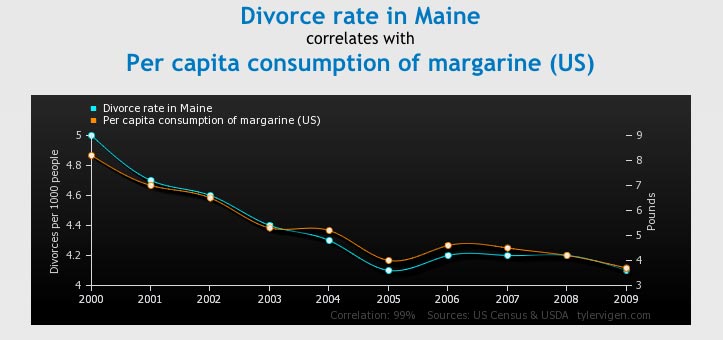 Divorce rate in Maine
correlates with
Per capita consumption of margarine (US)
Divorce rate in Maine
Per capita consumption of margarine (US)
Divorces per 1000 people
5
4.8
4.6
4.4
4.2
4
9
8
7
6
5
4
3
Pounds
2000 2001 2002 2003 2004 2005 2006 2007 2008 2009
Correlation: 99% Sources: US Census & USDA tylervigen.com